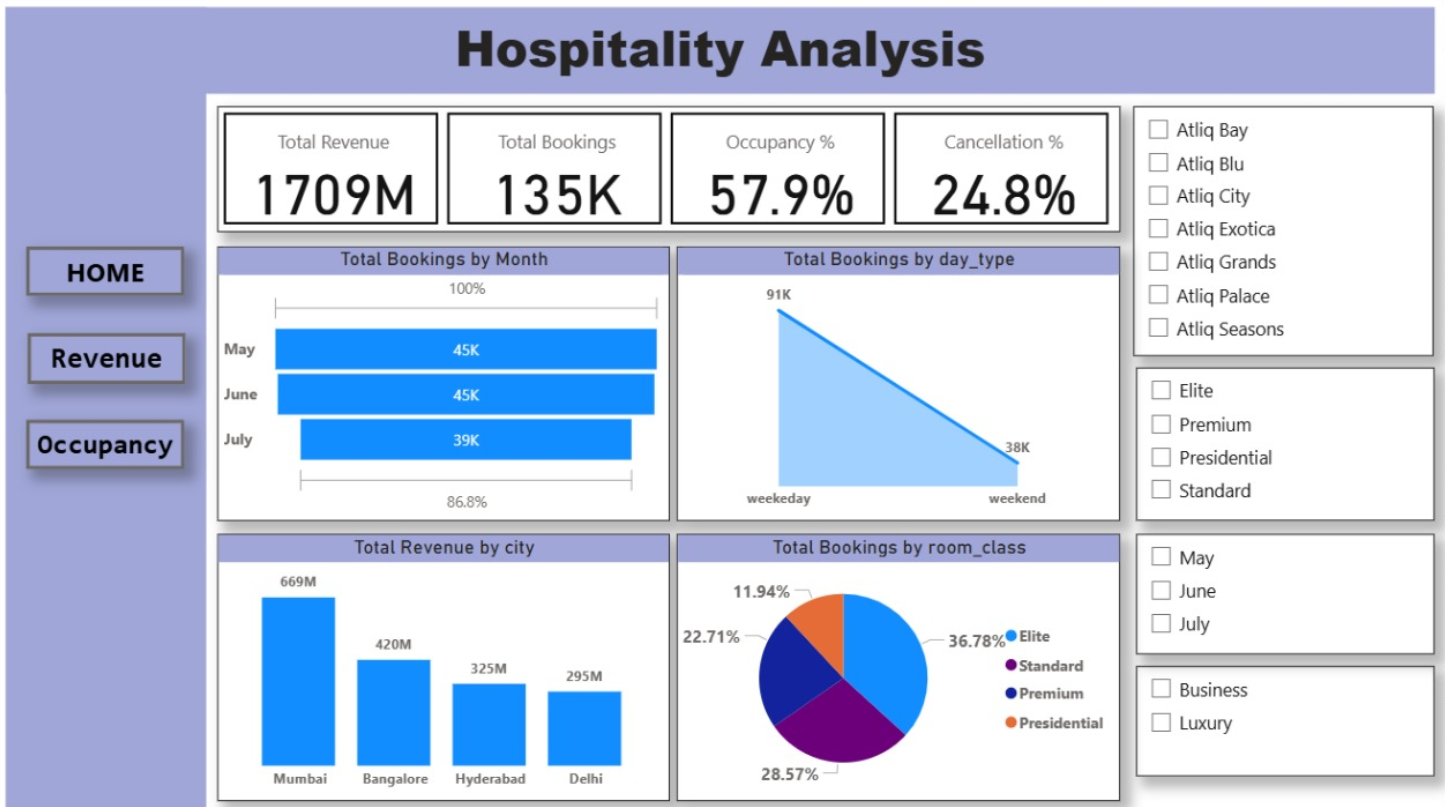 Hospitality Analysis
HOME
Revenue
Occupancy
Total Revenue
1709M
Total Bookings
135K
Occupancy %
57.9%
Cancellation %
24.8%
Total Bookings by Month
100%
May
45K
June
45K
July
39K
86.8%
Total Bookings by day_type
91K
38K
weekeday
weekend
Total Revenue by city
669M
420M
325M
295M
Mumbai
Bangalore
Hyderabad
Delhi
Total Bookings by room_class
11.94%
22.71%
36.78%
28.57%
Elite
Standard
Premium
Presidential
Atliq Bay
Atliq Blu
Atliq City
Atliq Exotica
Atliq Grands
Atliq Palace
Atliq Seasons
Elite
Premium
Presidential
Standard
May
June
July
Business
Luxury